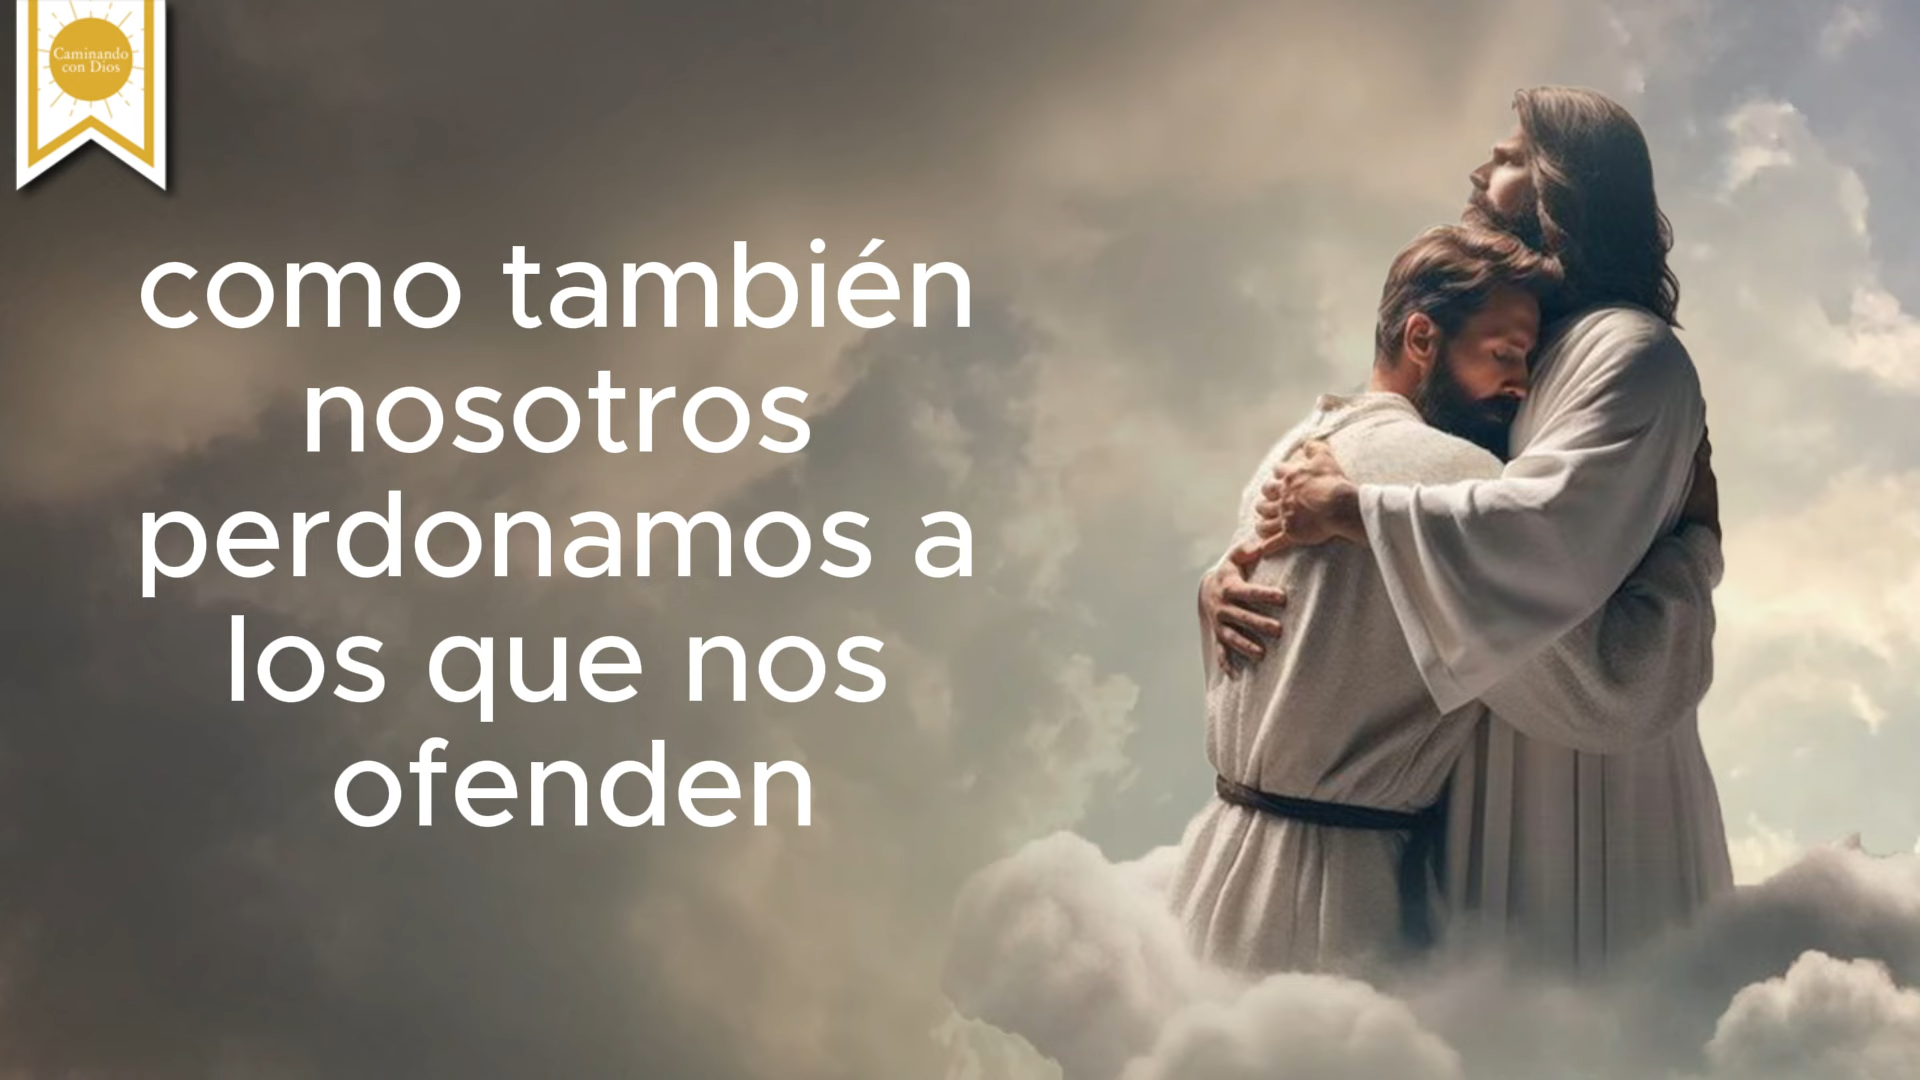 Caminando
con Dios
como también
nosotros
perdonamos a
los que nos
ofenden